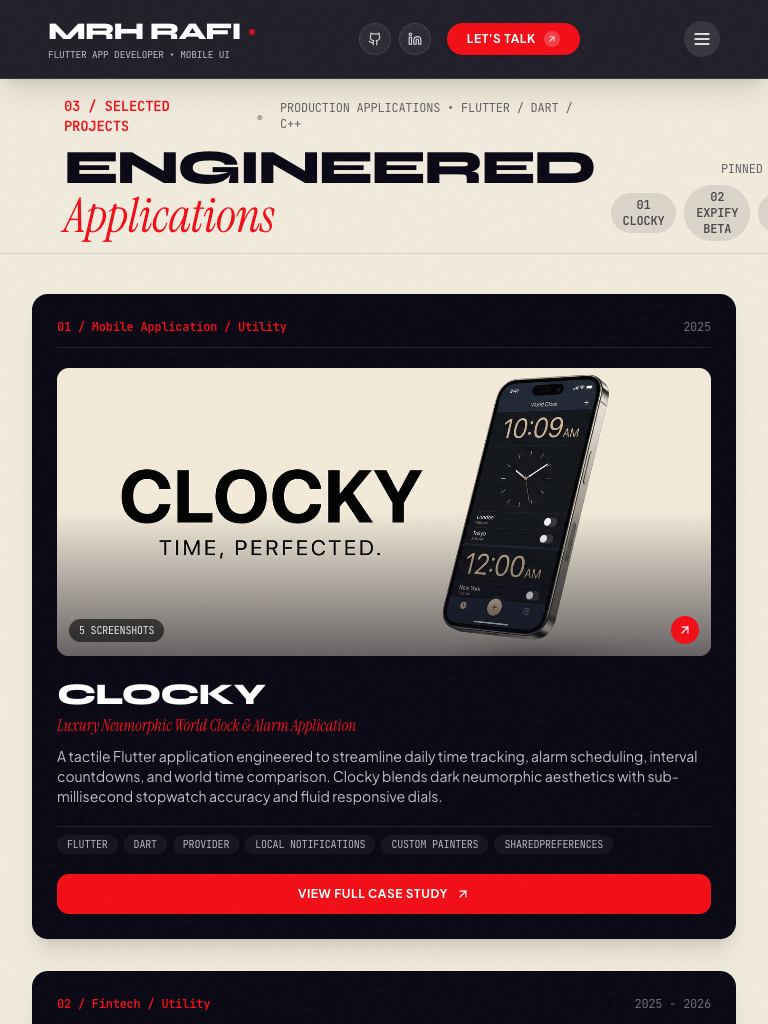 MRH RAFI
FLUTTER APP DEVELOPER • MOBILE UI
LET'S TALK
03 / SELECTED
PROJECTS
PRODUCTION APPLICATIONS • FLUTTER / DART /
C++
ENGINEERED
Applications
PINNED
01
CLOCKY
02
EXPIFY
BETA
01 / Mobile Application / Utility
2025
CLOCKY
TIME, PERFECTED.
World Clock
10:09AM
London
Tokyo
12:00AM
New York
5 SCREENSHOTS
CLOCKY
Luxury Neumorphic World Clock & Alarm Application
A tactile Flutter application engineered to streamline daily time tracking, alarm scheduling, interval
countdowns, and world time comparison. Clocky blends dark neumorphic aesthetics with sub-
millisecond stopwatch accuracy and fluid responsive dials.
FLUTTER
DART
PROVIDER
LOCAL NOTIFICATIONS
CUSTOM PAINTERS
SHAREDPREFERENCES
VIEW FULL CASE STUDY
02 / Fintech / Utility
2025 - 2026